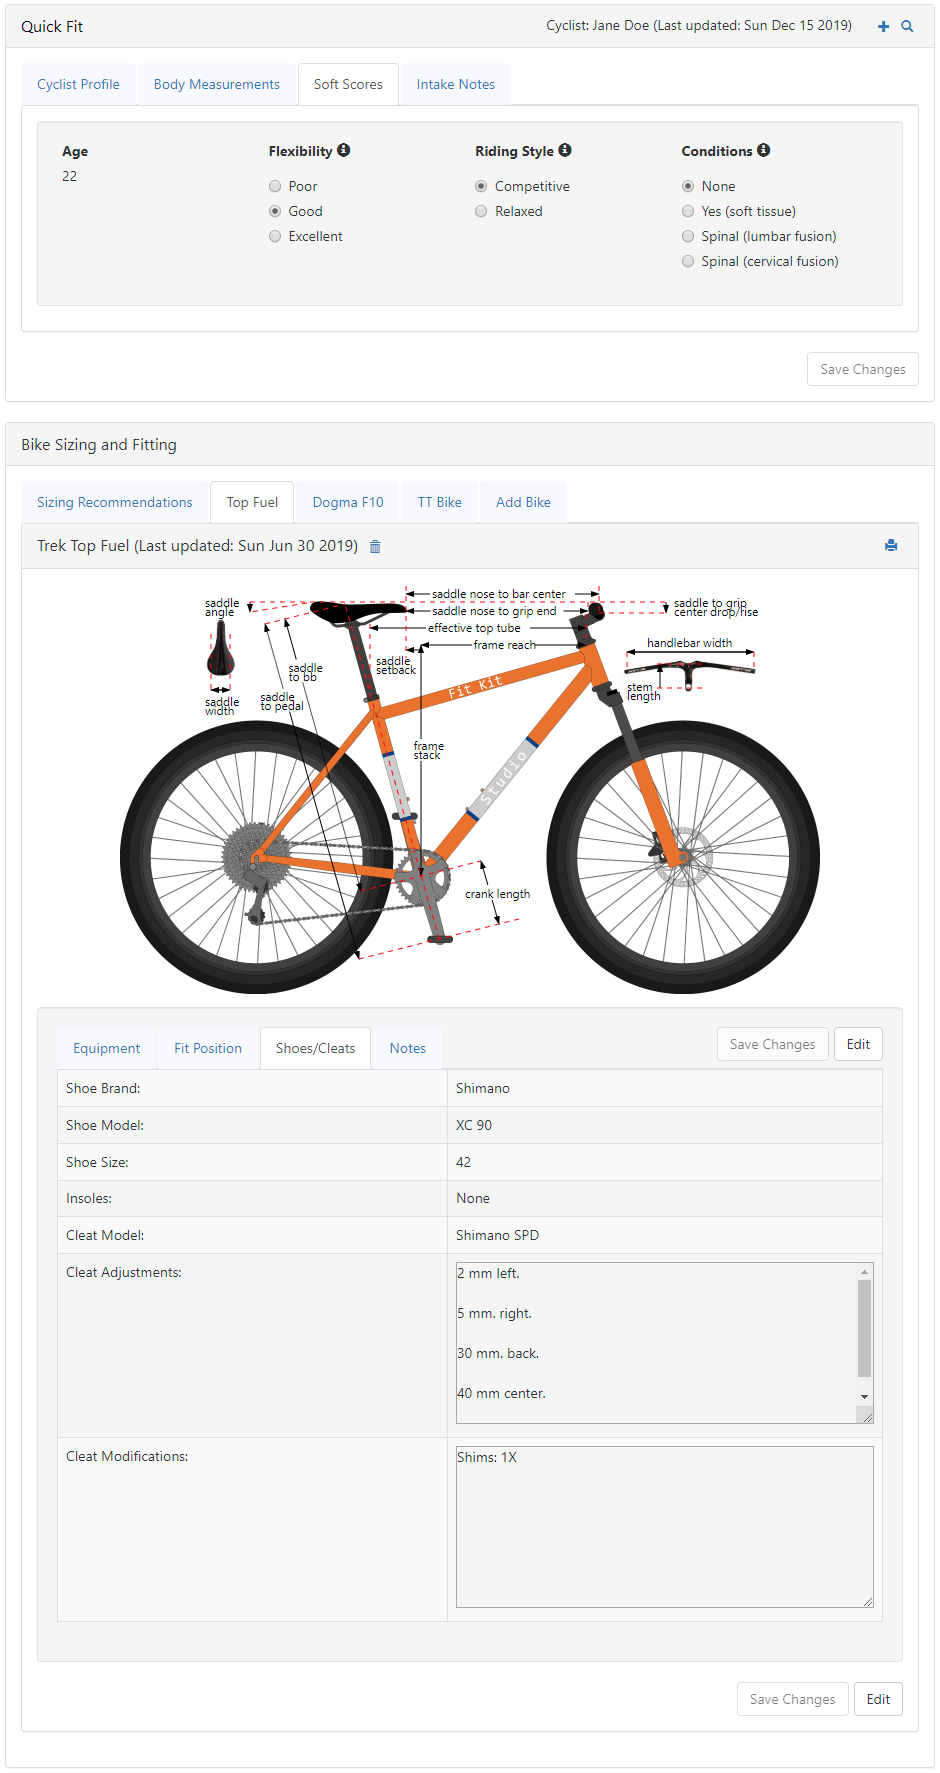 Quick Fit
Cyclist: Jane Doe (Last updated: Sun Dec 15 2019)
Cyclist Profile
Body Measurements
Soft Scores
Intake Notes
Age
22
Flexibility
Poor
Good
Excellent
Riding Style
Competitive
Relaxed
Conditions
None
Yes (soft tissue)
Spinal (lumbar fusion)
Spinal (cervical fusion)
Save Changes
Bike Sizing and Fitting
Sizing Recommendations
Top Fuel
Dogma F10
TT Bike
Add Bike
Trek Top Fuel (Last updated: Sun Jun 30 2019)
saddle
angle
saddle nose to bar center
saddle nose to grip end
effective top tube
frame reach
saddle to grip
center drop/rise
handlebar width
saddle
setback
saddle
to bb
saddle
to pedal
saddle
width
stem
length
Fit Kit
frame
stack
Studio
crank length
Equipment
Fit Position
Shoes/Cleats
Notes
Save Changes
Edit
Shoe Brand:
Shimano
Shoe Model:
XC 90
Shoe Size:
42
Insoles:
None
Cleat Model:
Shimano SPD
Cleat Adjustments:
2 mm left.
5 mm. right.
30 mm. back.
40 mm center.
Cleat Modifications:
Shims: 1X
Save Changes
Edit